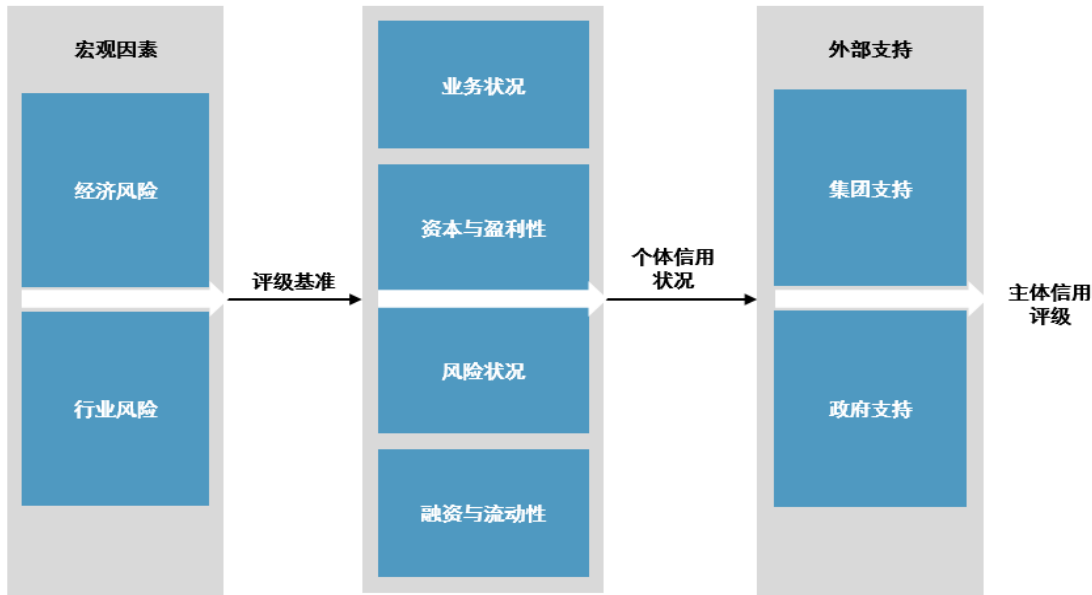 宏观因素
经济风险
行业风险
评级基准
业务状况
资本与盈利性
风险状况
融资与流动性
个体信用
状况
外部支持
集团支持
政府支持
主体信用
评级